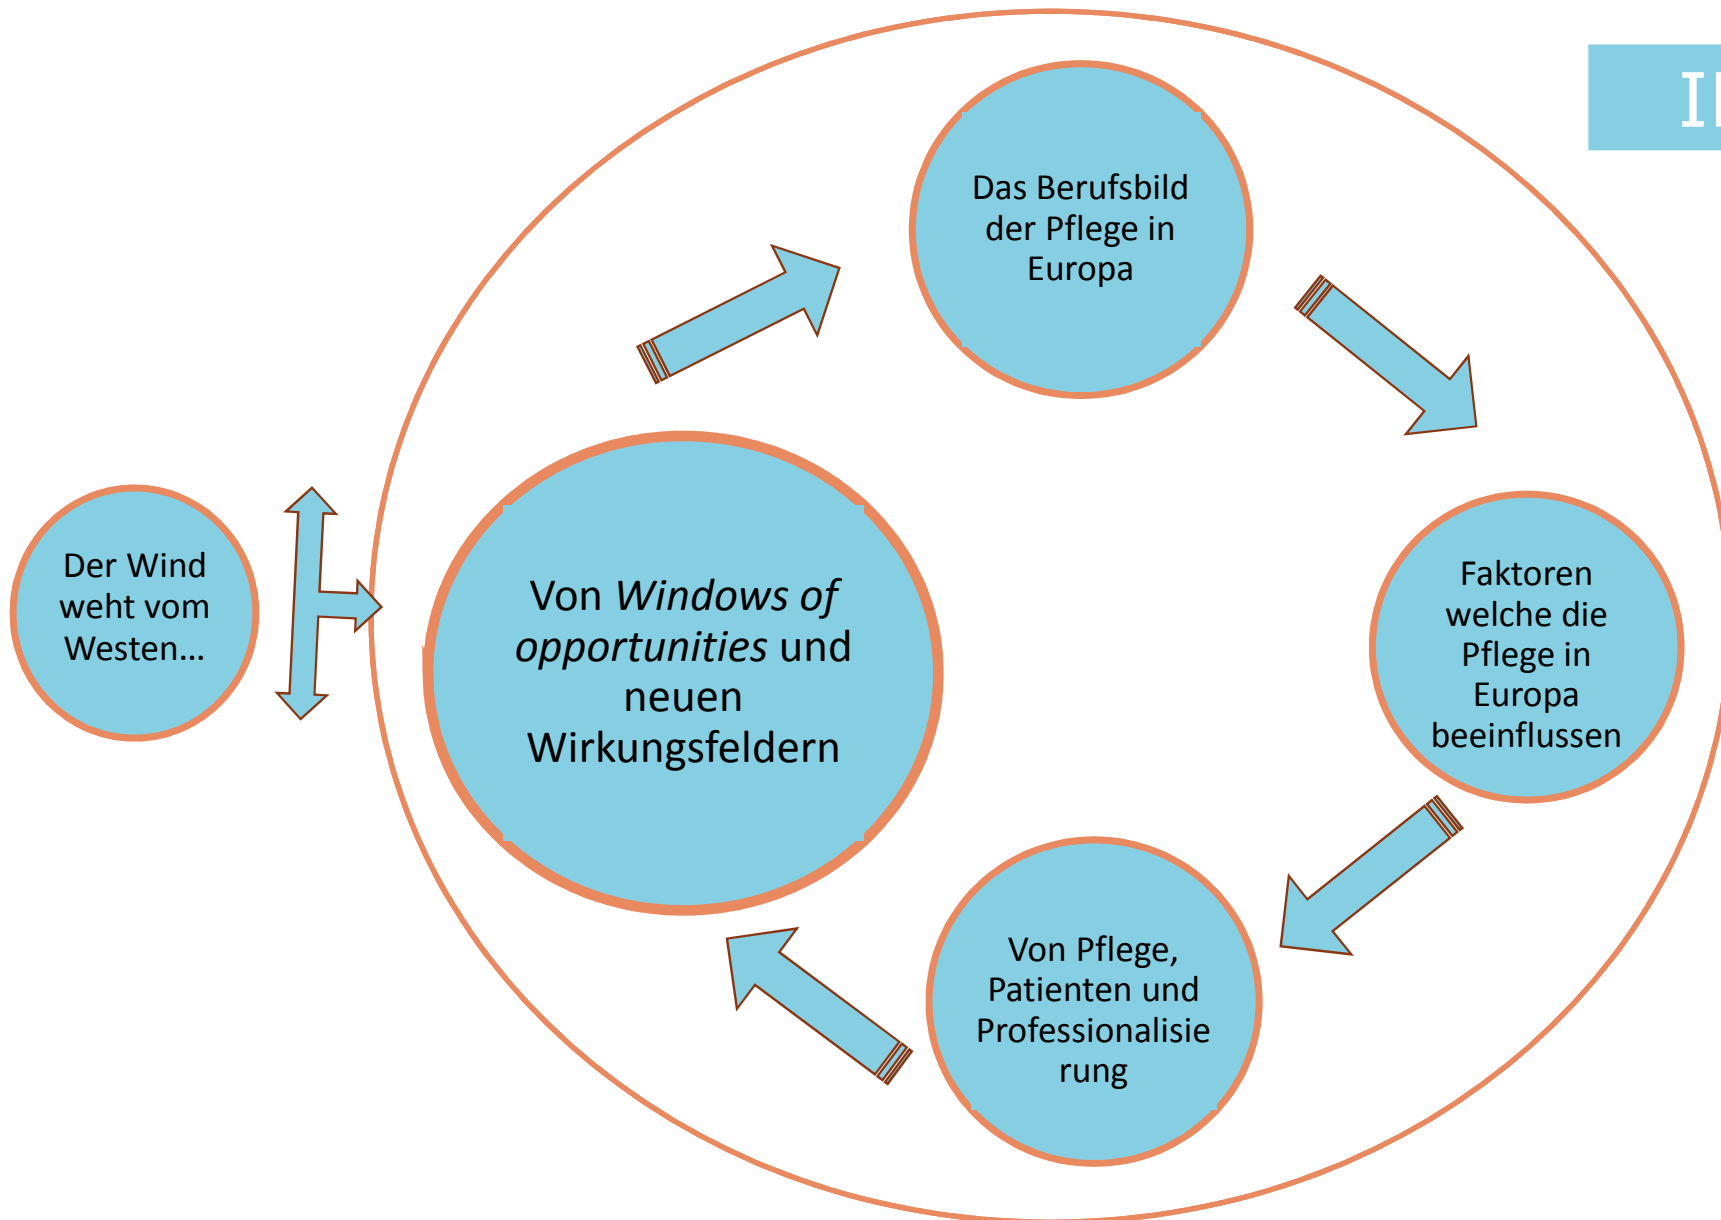 Das Berufsbild
der Pflege in
Europa
Der Wind
weht vom
Westen...
Von Windows of
opportunities und
neuen
Wirkungsfeldern
Faktoren
welche die
Pflege in
Europa
beeinflussen
Von Pflege,
Patienten und
Professionalisie
rung